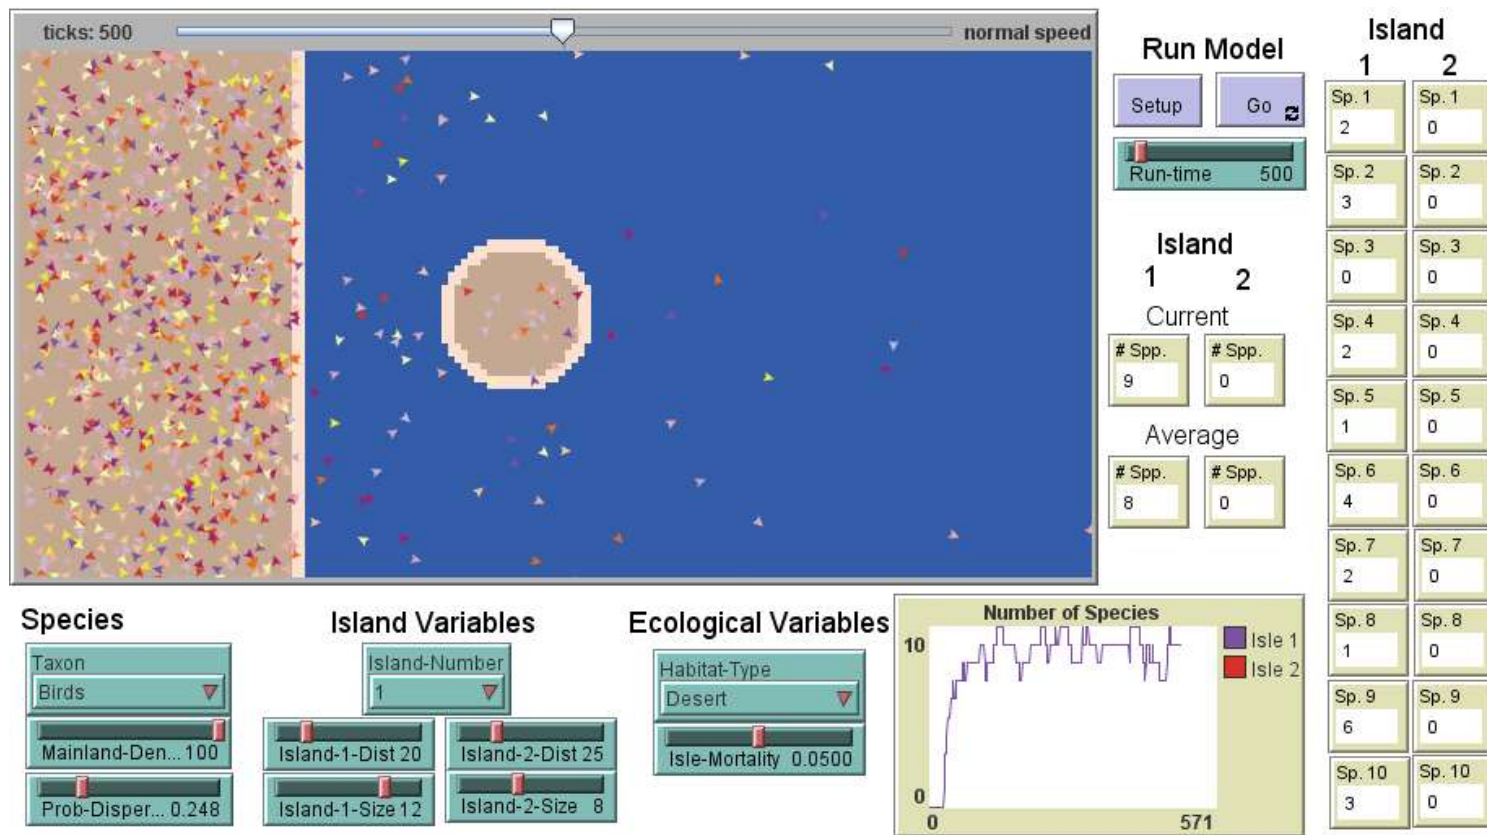 ticks: 500
normal speed
Run Model
Setup
Go
Run-time 500
Island
1 2
Current
# Spp.
9
# Spp.
0
Average
# Spp.
8
# Spp.
0
Island
1 2
Sp. 1
2
Sp. 1
0
Sp. 2
3
Sp. 2
0
Sp. 3
0
Sp. 3
0
Sp. 4
2
Sp. 4
0
Sp. 5
1
Sp. 5
0
Sp. 6
4
Sp. 6
0
Sp. 7
2
Sp. 7
0
Sp. 8
1
Sp. 8
0
Sp. 9
6
Sp. 9
0
Sp. 10
3
Sp. 10
0
Species
Taxon
Birds
Mainland-Den... 100
Prob-Disper... 0.248
Island Variables
Island-Number
1
Island-1-Dist 20
Island-2-Dist 25
Island-1-Size 12
Island-2-Size 8
Ecological Variables
Habitat-Type
Desert
Isle-Mortality 0.0500
Number of Species
10
0
0
571
Isle 1
Isle 2